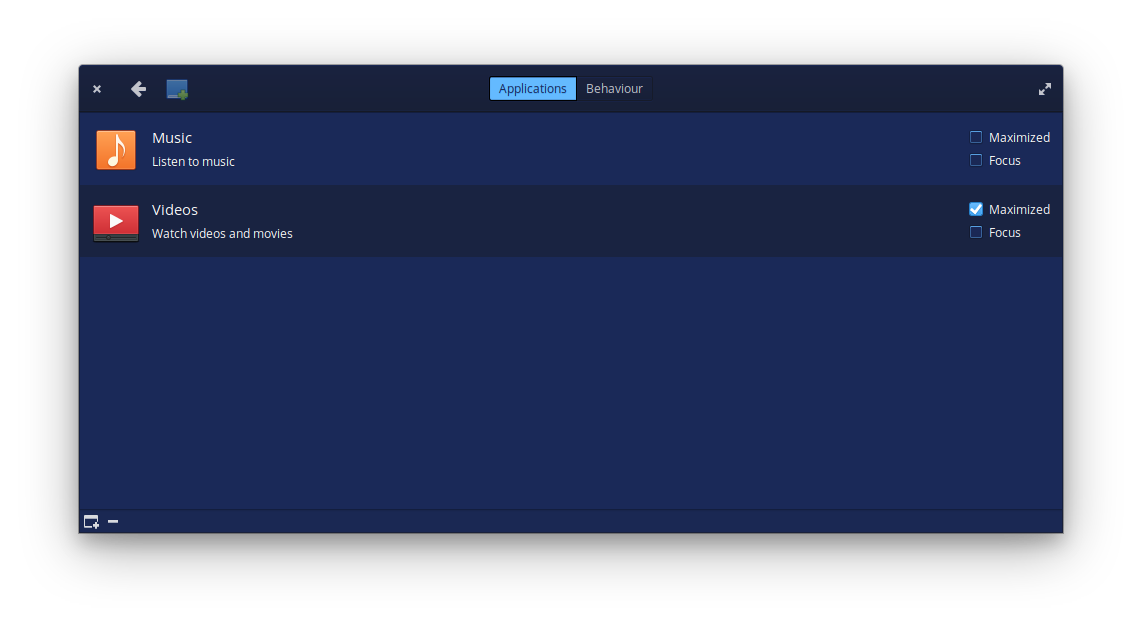 Applications Behaviour
Music
Listen to music
Maximized
Focus
Videos
Watch videos and movies
Maximized
Focus